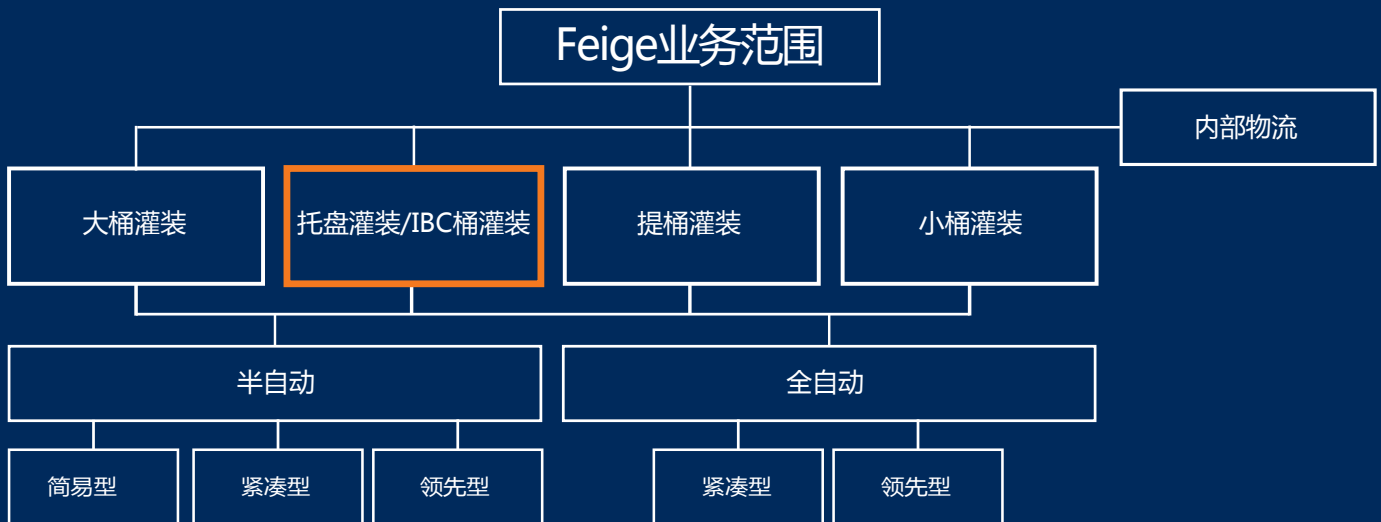 Feige业务范围
内部物流
大桶灌装
托盘灌装/IBC桶灌装
提桶灌装
小桶灌装
半自动
全自动
简易型
紧凑型
领先型
紧凑型
领先型